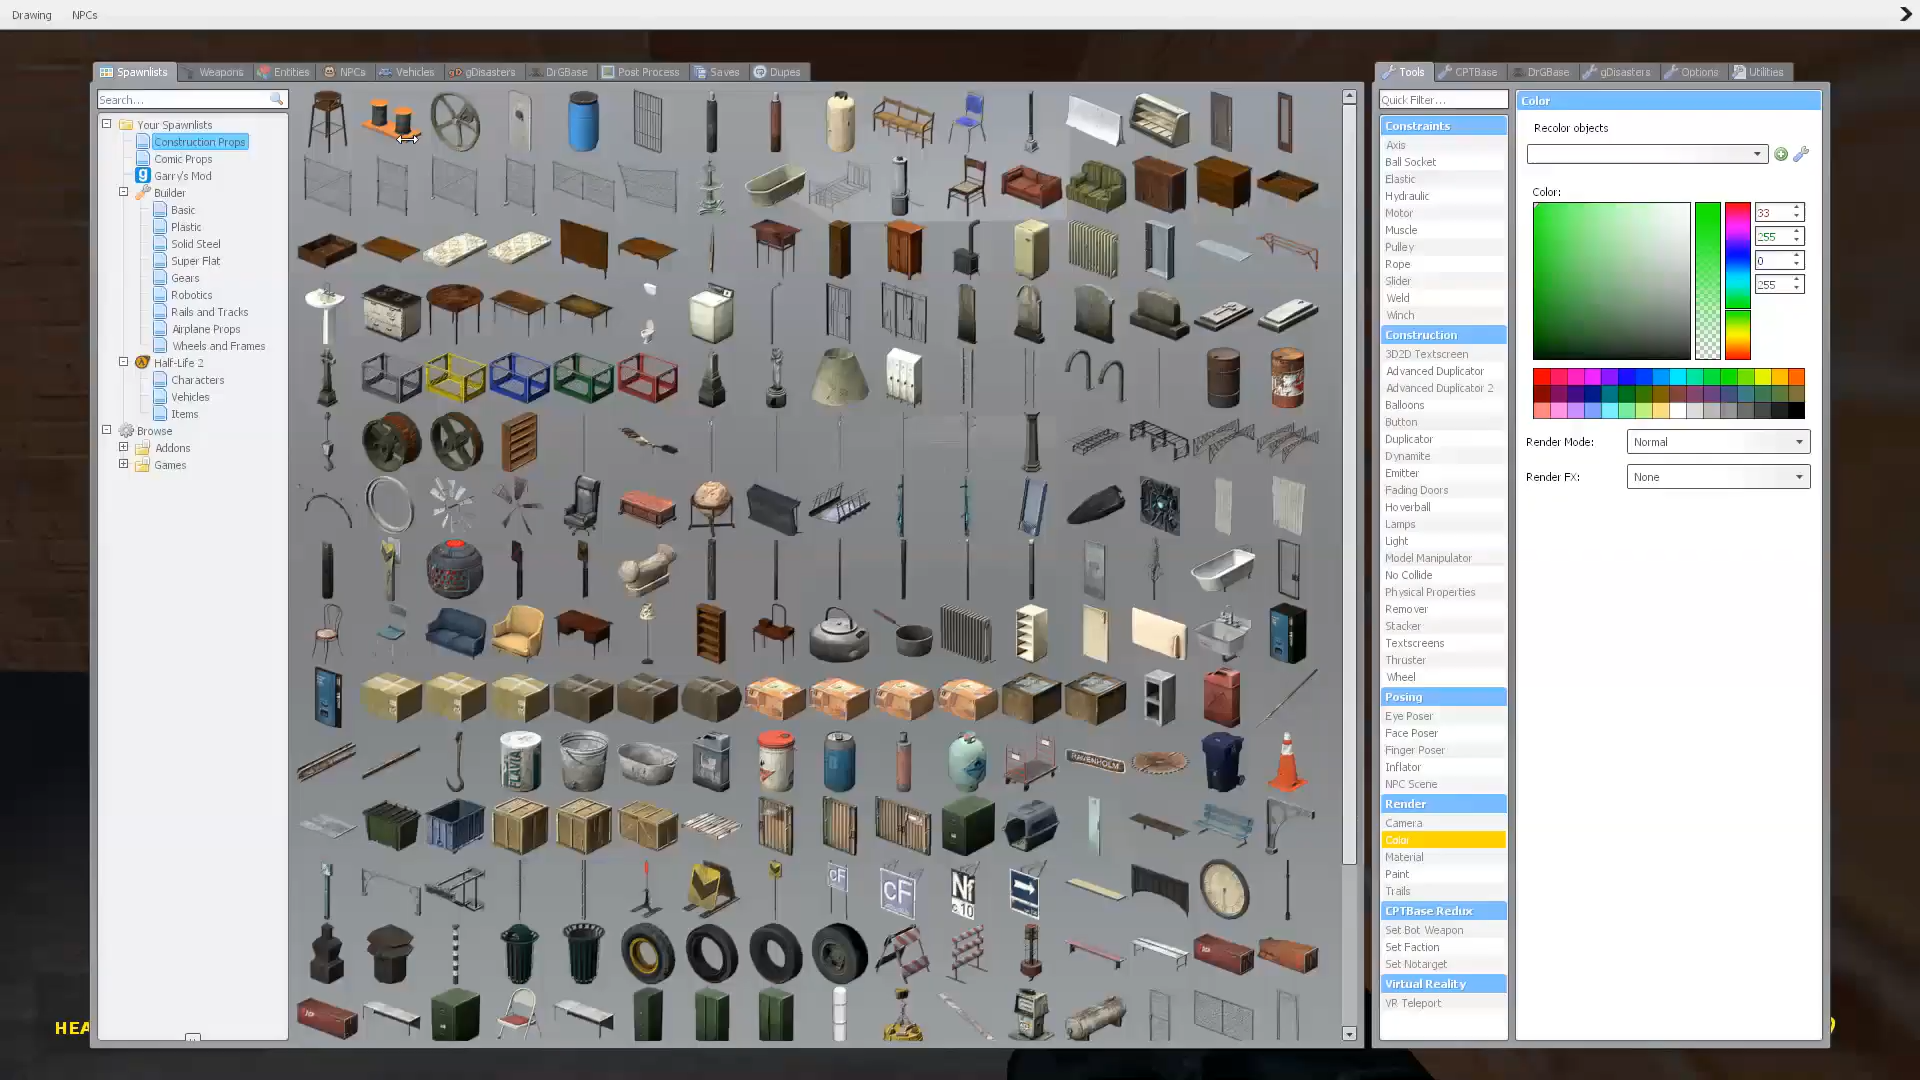 Drawing NPCs
Spawnlists Weapons Entities NPCs Vehicles gDisasters DrGBase Post Process Saves Dupes
Search...
Your Spawnlists
Construction Props
Comic Props
Garry's Mod
Builder
Basic
Plastic
Solid Steel
Super Flat
Gears
Robotics
Rails and Tracks
Airplane Props
Wheels and Frames
Half-Life 2
Characters
Vehicles
Items
Browse
Addons
Games
RAVENHOLM
cF
cF
Nf
10
HEA
Tools CPTBase DrGBase gDisasters Options Utilities
Quick Filter...
Constraints
Axis
Ball Socket
Elastic
Hydraulic
Motor
Muscle
Pulley
Rope
Slider
Weld
Winch
Construction
3D2D Textscreen
Advanced Duplicator
Advanced Duplicator 2
Balloons
Button
Duplicator
Dynamite
Emitter
Fading Doors
Hoverball
Lamps
Light
Model Manipulator
No Collide
Physical Properties
Remover
Stacker
Textscreens
Thruster
Wheel
Posing
Eye Poser
Face Poser
Finger Poser
Inflator
NPC Scene
Render
Camera
Color
Material
Paint
Trails
CPTBase Redux
Set Bot Weapon
Set Faction
Set Notarget
Virtual Reality
VR Teleport
Color
Recolor objects
Color:
33
255
0
255
Render Mode: Normal
Render FX: None